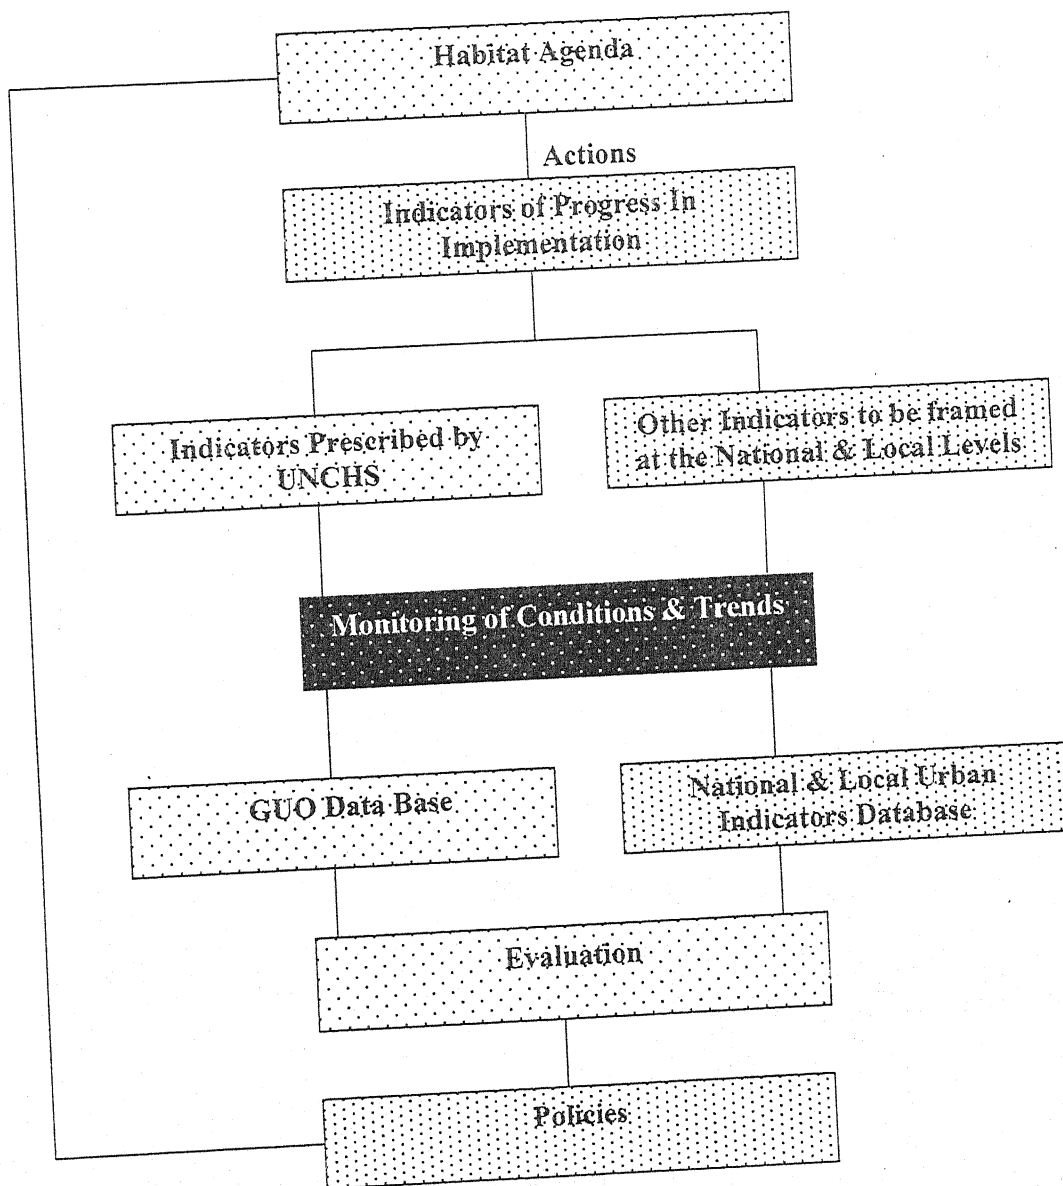 Habitat Agenda
Actions
Indicators of Progress In
Implementation
Indicators Prescribed by
UNCHS
Other Indicators to be framed
at the National & Local Levels
Monitoring of Conditions & Trends
GUO Data Base
National & Local Urban
Indicators Database
Evaluation
Policies